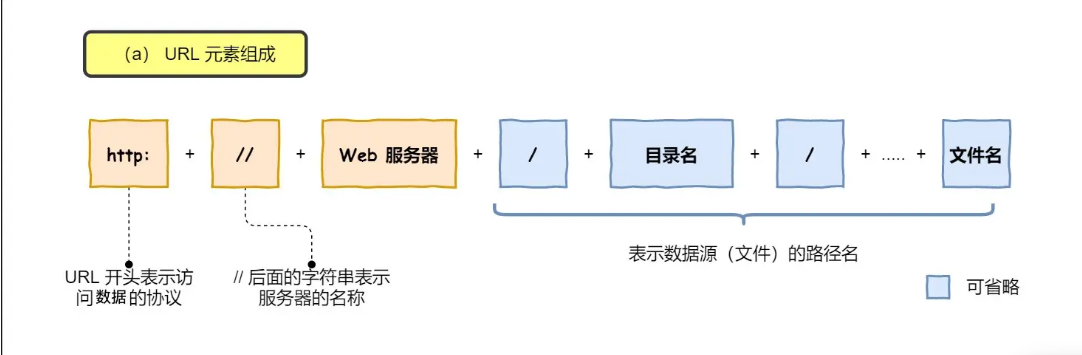 (a) URL 元素组成
http: + // + Web 服务器 + / + 目录名 + / + ..... + 文件名
表示数据源（文件）的路径名
URL 开头表示访
问数据的协议
// 后面的字符串表示
服务器的名称
可省略